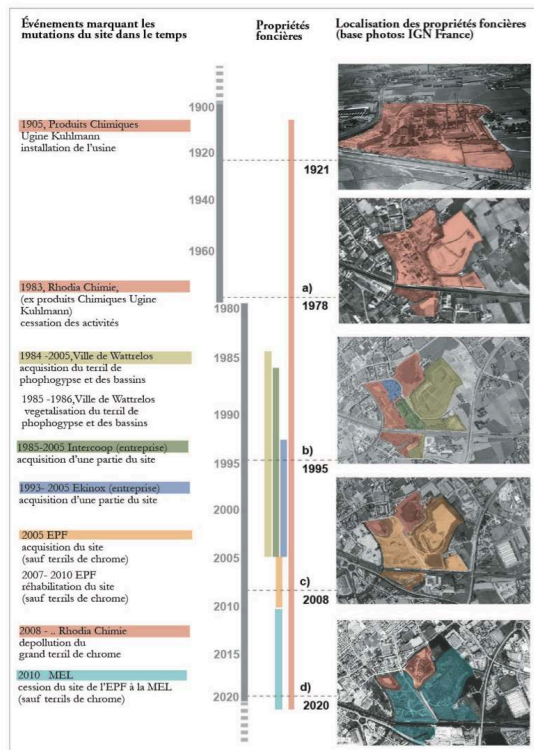 Événements marquant les
mutations du site dans le temps
Propriétés
foncières
Localisation des propriétés foncières
(base photos: IGN France)
1905, Produits Chimiques
Ugine Kuhlmann
installation de l'usine
1983, Rhodia Chimie,
(ex produits Chimiques Ugine
Kuhlmann)
cessation des activités
1984 -2005,Ville de Wattrelos
acquisition du terril de
phophogypse et des bassins
1985 -1986,Ville de Wattrelos
vegetalisation du terril de
phophogypse et des bassins
1985-2005 Intercoop (entreprise)
acquisition d'une partie du site
1993- 2005 Ekinox (entreprise)
acquisition d'une partie du site
2005 EPF
acquisition du site
(sauf terrils de chrome)
2007- 2010 EPF
réhabilitation du site
(sauf terrils de chrome)
2008 - .. Rhodia Chimie
depollution du
grand terril de chrome
2010 MEL
cession du site de l'EPF à la MEL
(sauf terrils de chrome)
1900
1920
1940
1960
1980
1985
1990
1995
2000
2005
2010
2015
2020
1921
a)
1978
b)
1995
c)
2008
d)
2020